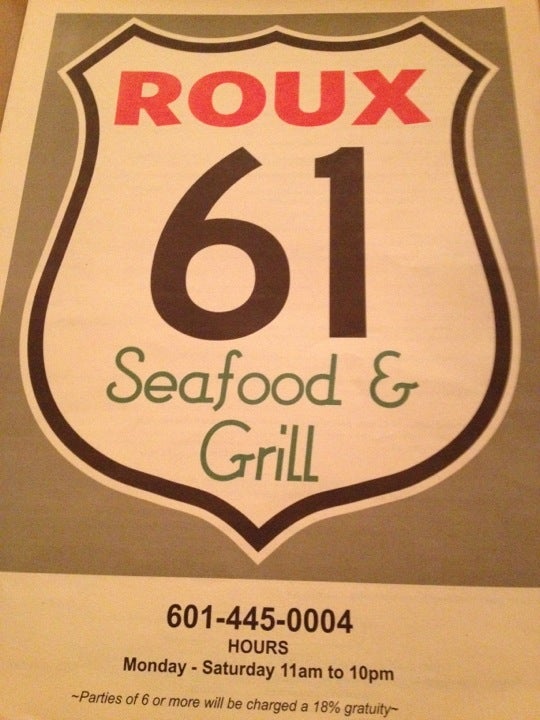 ROUX
61
Seafood &
Grill
601-445-0004
HOURS
Monday - Saturday 11am to 10pm
~Parties of 6 or more will be charged a 18% gratuity~